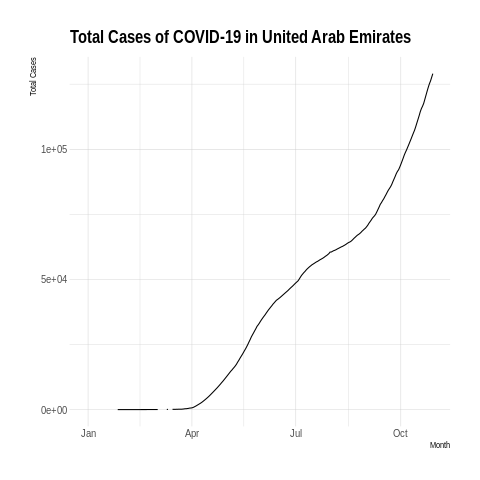 Total Cases of COVID-19 in United Arab Emirates
Total Cases
1e+05
5e+04
0e+00
Jan Apr Jul Oct
Month